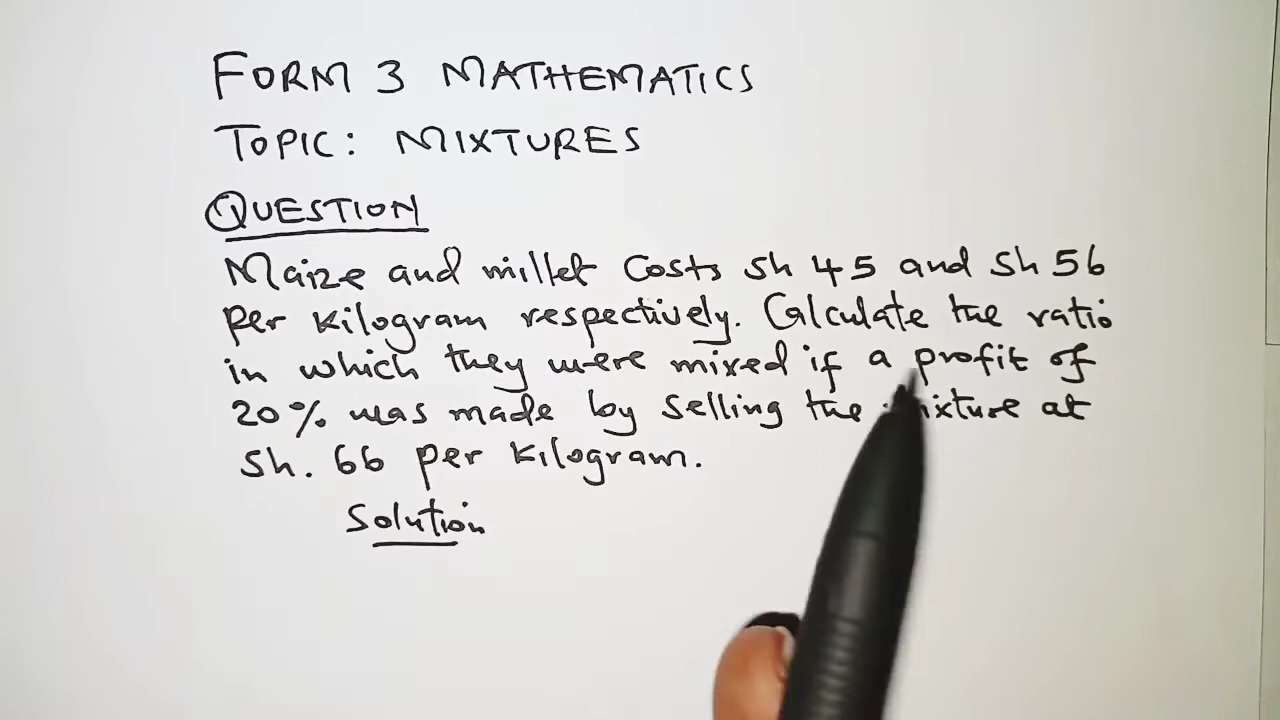 FORM 3 MATHEMATICS
TOPIC: MIXTURES
QUESTION
Maize and millet Costs Sh 45 and Sh 56
per kilogram respectively. Calculate the ratio
in which they were mixed if a profit of
20% was made by selling the mixture at
Sh. 66 per kilogram.
Solution